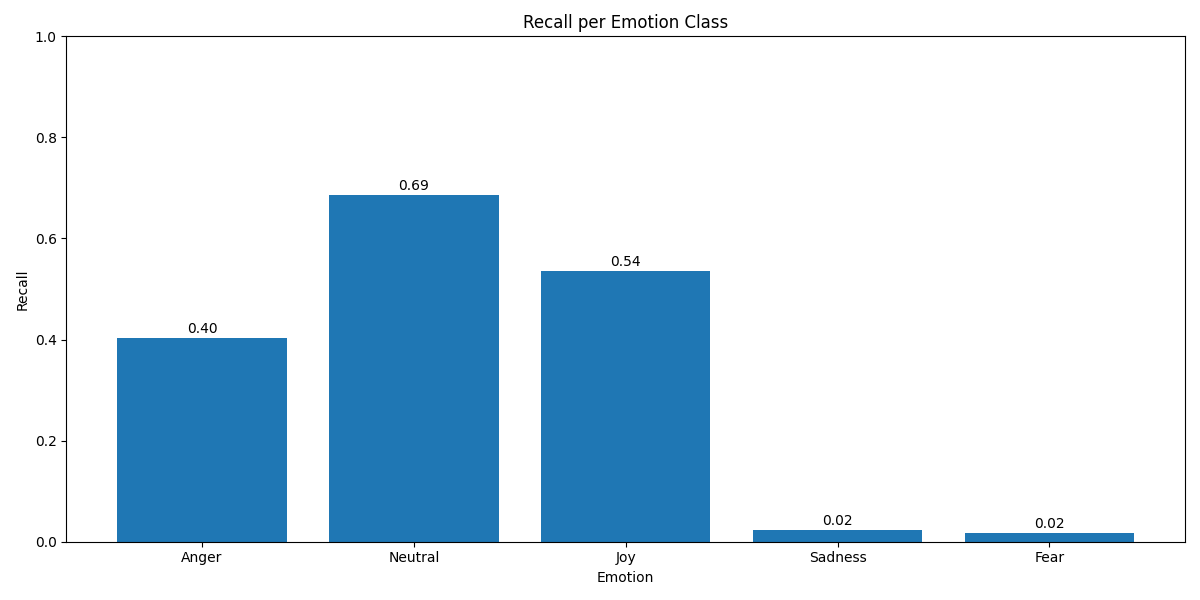 Recall per Emotion Class
1.0
0.8
0.6
0.4
0.2
0.0
Recall
0.40
0.69
0.54
0.02
0.02
Anger
Neutral
Joy
Sadness
Fear
Emotion